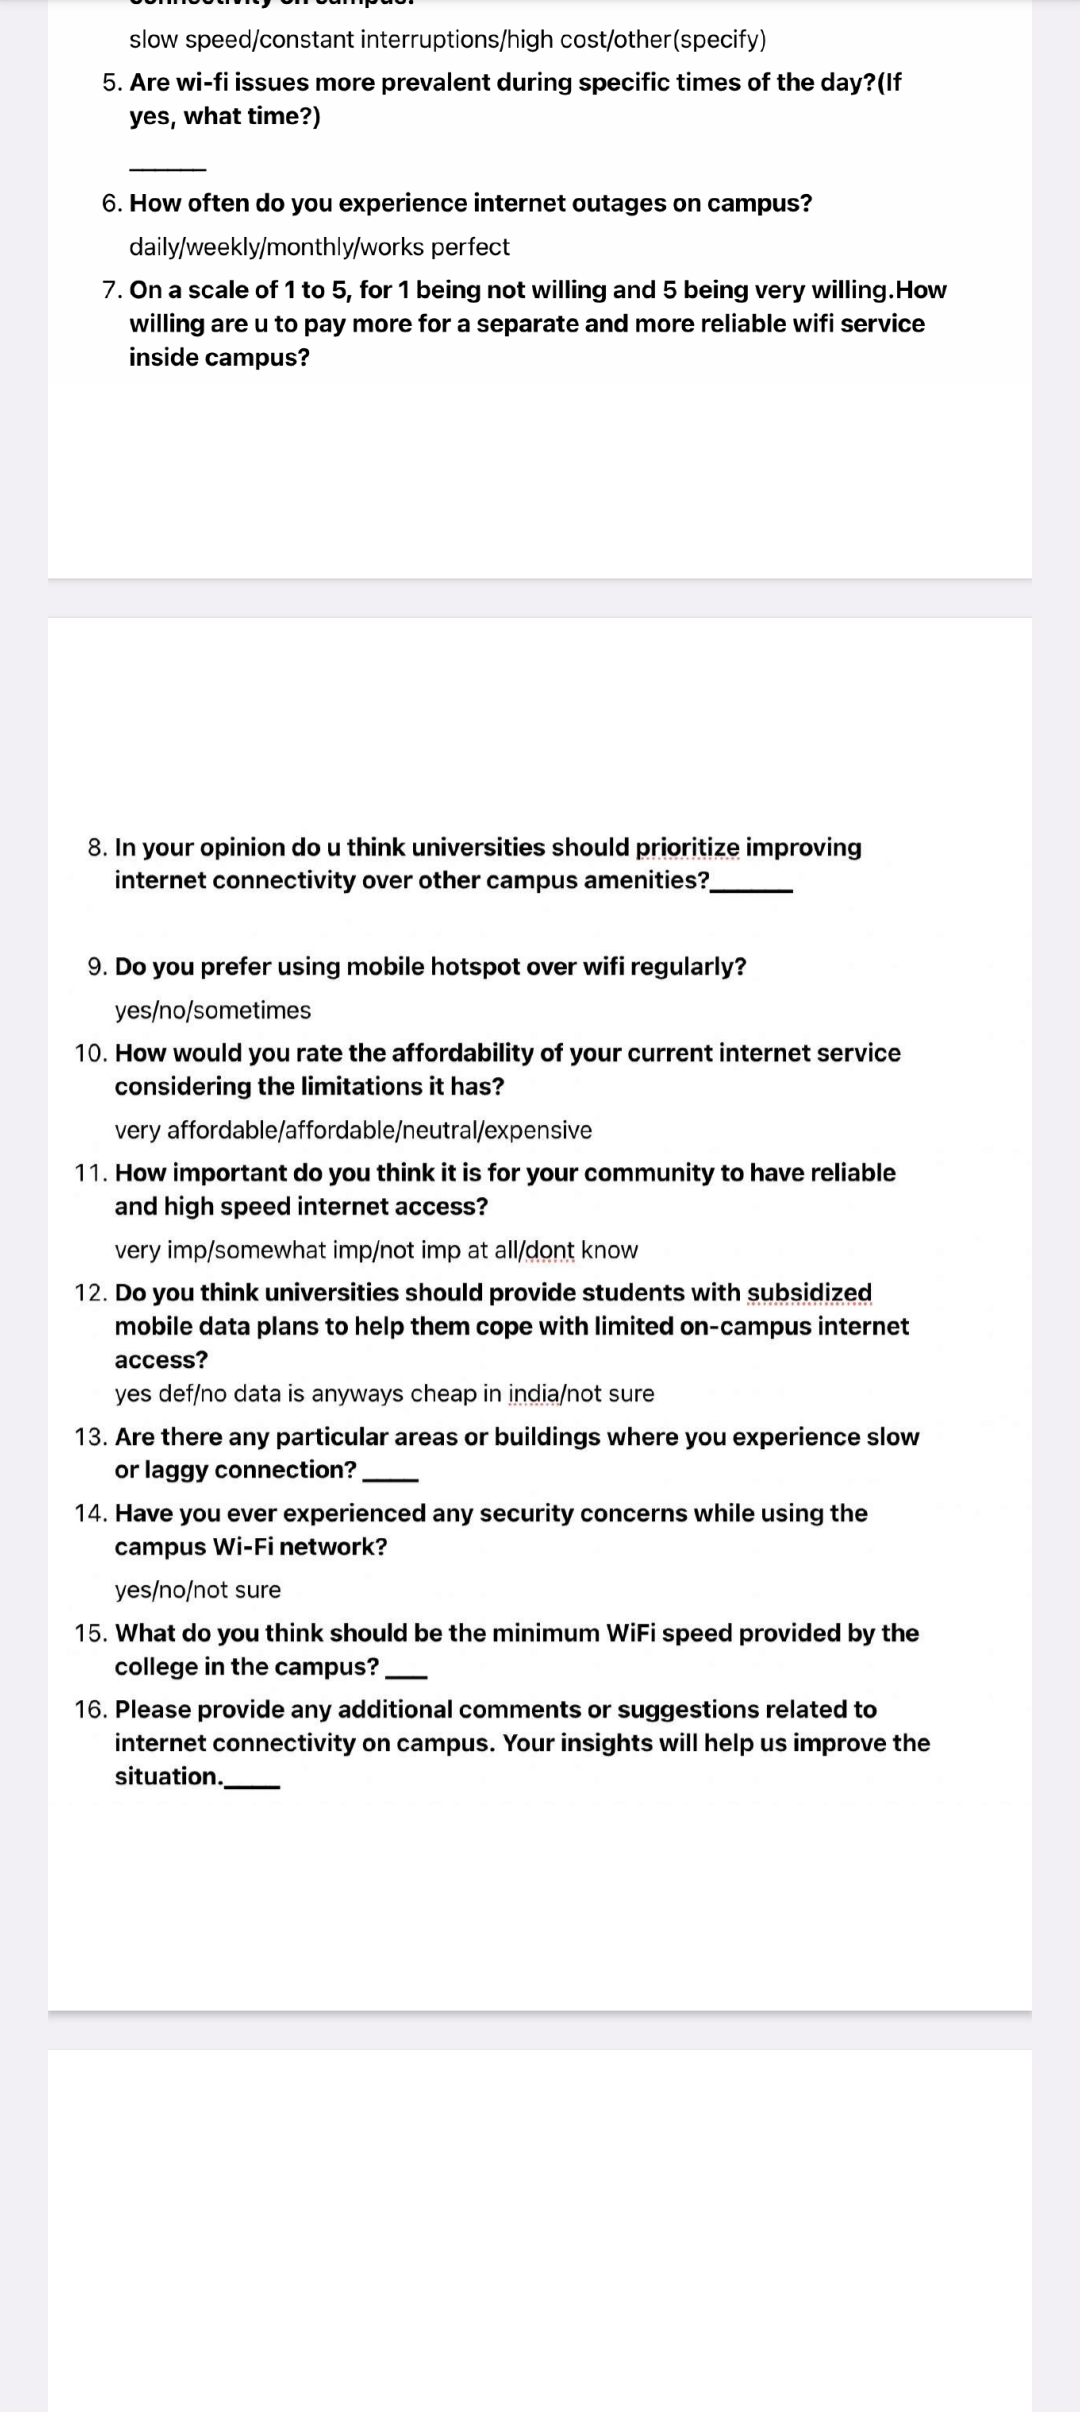 slow speed/constant interruptions/high cost/other(specify)
5. Are wi-fi issues more prevalent during specific times of the day?(If
yes, what time?)
______
6. How often do you experience internet outages on campus?
daily/weekly/monthly/works perfect
7. On a scale of 1 to 5, for 1 being not willing and 5 being very willing.How
willing are u to pay more for a separate and more reliable wifi service
inside campus?
8. In your opinion do u think universities should prioritize improving
internet connectivity over other campus amenities?______
9. Do you prefer using mobile hotspot over wifi regularly?
yes/no/sometimes
10. How would you rate the affordability of your current internet service
considering the limitations it has?
very affordable/affordable/neutral/expensive
11. How important do you think it is for your community to have reliable
and high speed internet access?
very imp/somewhat imp/not imp at all/dont know
12. Do you think universities should provide students with subsidized
mobile data plans to help them cope with limited on-campus internet
access?
yes def/no data is anyways cheap in india/not sure
13. Are there any particular areas or buildings where you experience slow
or laggy connection? ____
14. Have you ever experienced any security concerns while using the
campus Wi-Fi network?
yes/no/not sure
15. What do you think should be the minimum WiFi speed provided by the
college in the campus? ___
16. Please provide any additional comments or suggestions related to
internet connectivity on campus. Your insights will help us improve the
situation.____